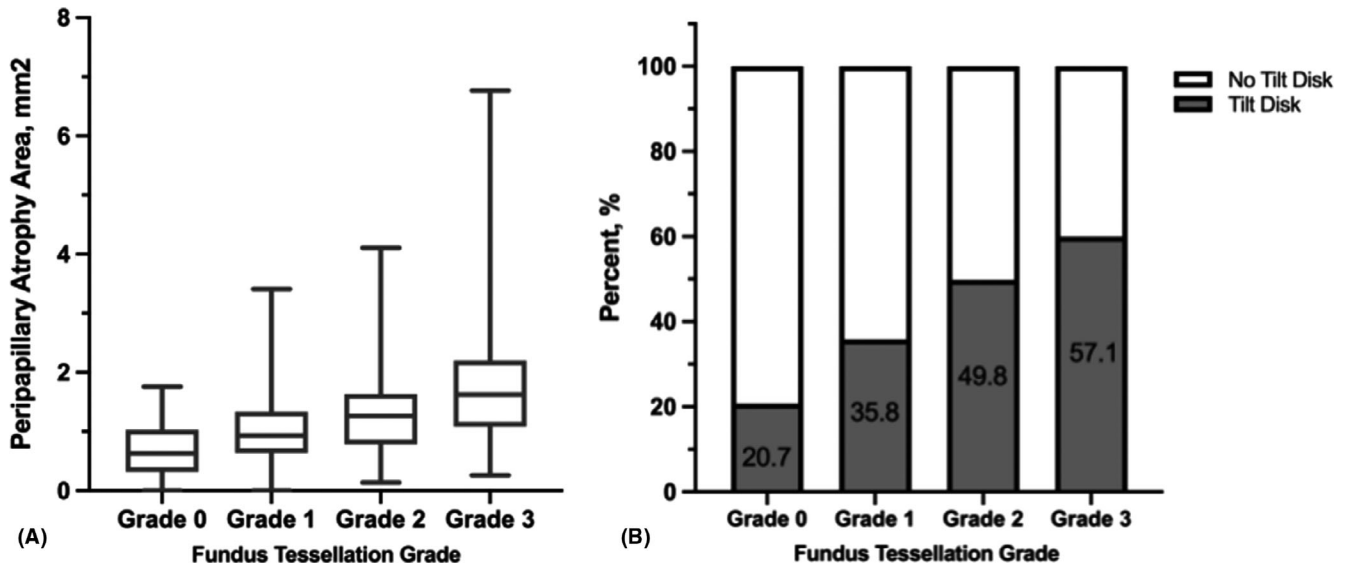 8
6
4
2
0
Peripapillary Atrophy Area, mm2
Grade 0 Grade 1 Grade 2 Grade 3
Fundus Tessellation Grade
(A)
100
80
60
40
20
0
Percent, %
20.7
35.8
49.8
57.1
Grade 0 Grade 1 Grade 2 Grade 3
Fundus Tessellation Grade
(B)
No Tilt Disk
Tilt Disk